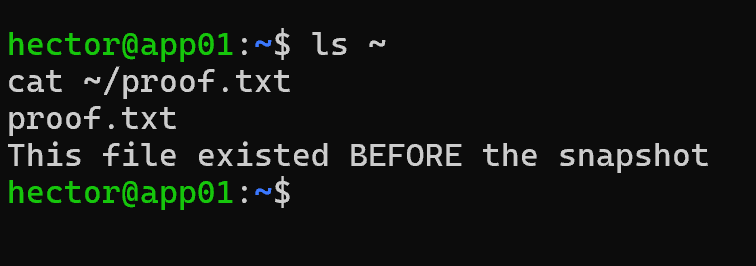 hector@app01:~$ ls ~
cat ~/proof.txt
proof.txt
This file existed BEFORE the snapshot
hector@app01:~$